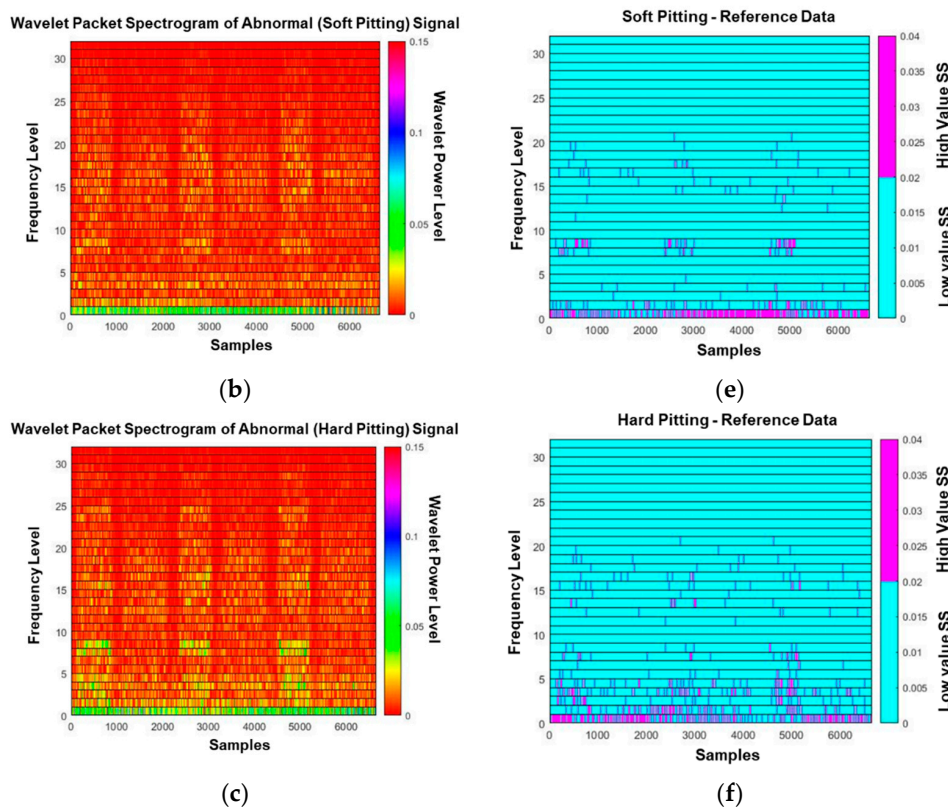 Wavelet Packet Spectrogram of Abnormal (Soft Pitting) Signal
30
25
20
15
10
5
0
Frequency Level
0 1000 2000 3000 4000 5000 6000
Samples
0.15
0.1
0.05
0
Wavelet Power Level
(b)
Soft Pitting - Reference Data
30
25
20
15
10
5
0
Frequency Level
0 1000 2000 3000 4000 5000 6000
Samples
0.04
0.035
0.03
0.025
0.02
0.015
0.01
0.005
0
High Value SS
Low value SS
(e)
Wavelet Packet Spectrogram of Abnormal (Hard Pitting) Signal
30
25
20
15
10
5
0
Frequency Level
0 1000 2000 3000 4000 5000 6000
Samples
0.15
0.1
0.05
0
Wavelet Power Level
(c)
Hard Pitting - Reference Data
30
25
20
15
10
5
0
Frequency Level
0 1000 2000 3000 4000 5000 6000
Samples
0.04
0.035
0.03
0.025
0.02
0.015
0.01
0.005
0
High Value SS
Low value SS
(f)